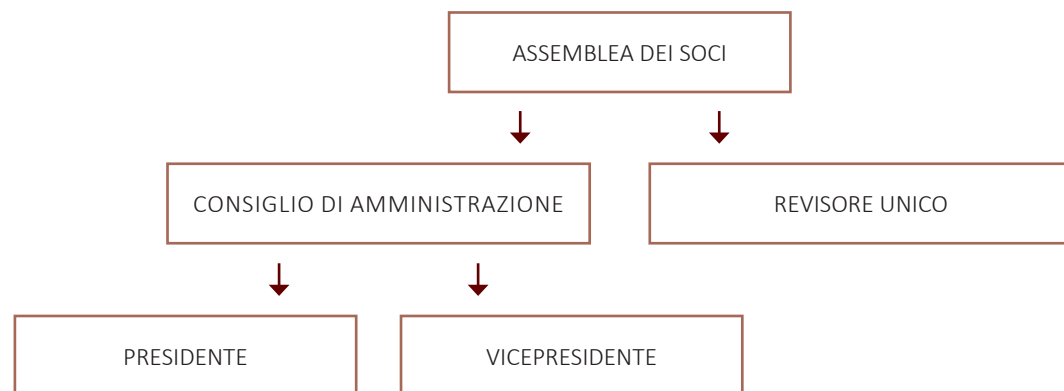 ASSEMBLEA DEI SOCI
CONSIGLIO DI AMMINISTRAZIONE
REVISORE UNICO
PRESIDENTE
VICEPRESIDENTE